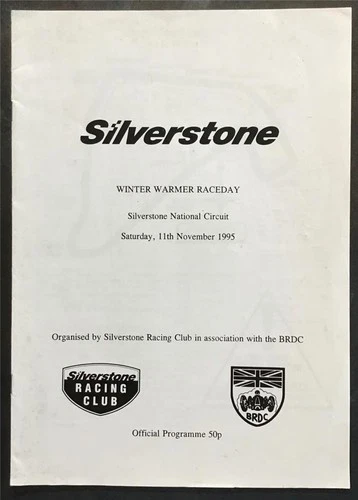 Silverstone
WINTER WARMER RACEDAY
Silverstone National Circuit
Saturday, 11th November 1995
Organised by Silverstone Racing Club in association with the BRDC
Silverstone
RACING
CLUB
BRDC
Official Programme 50p